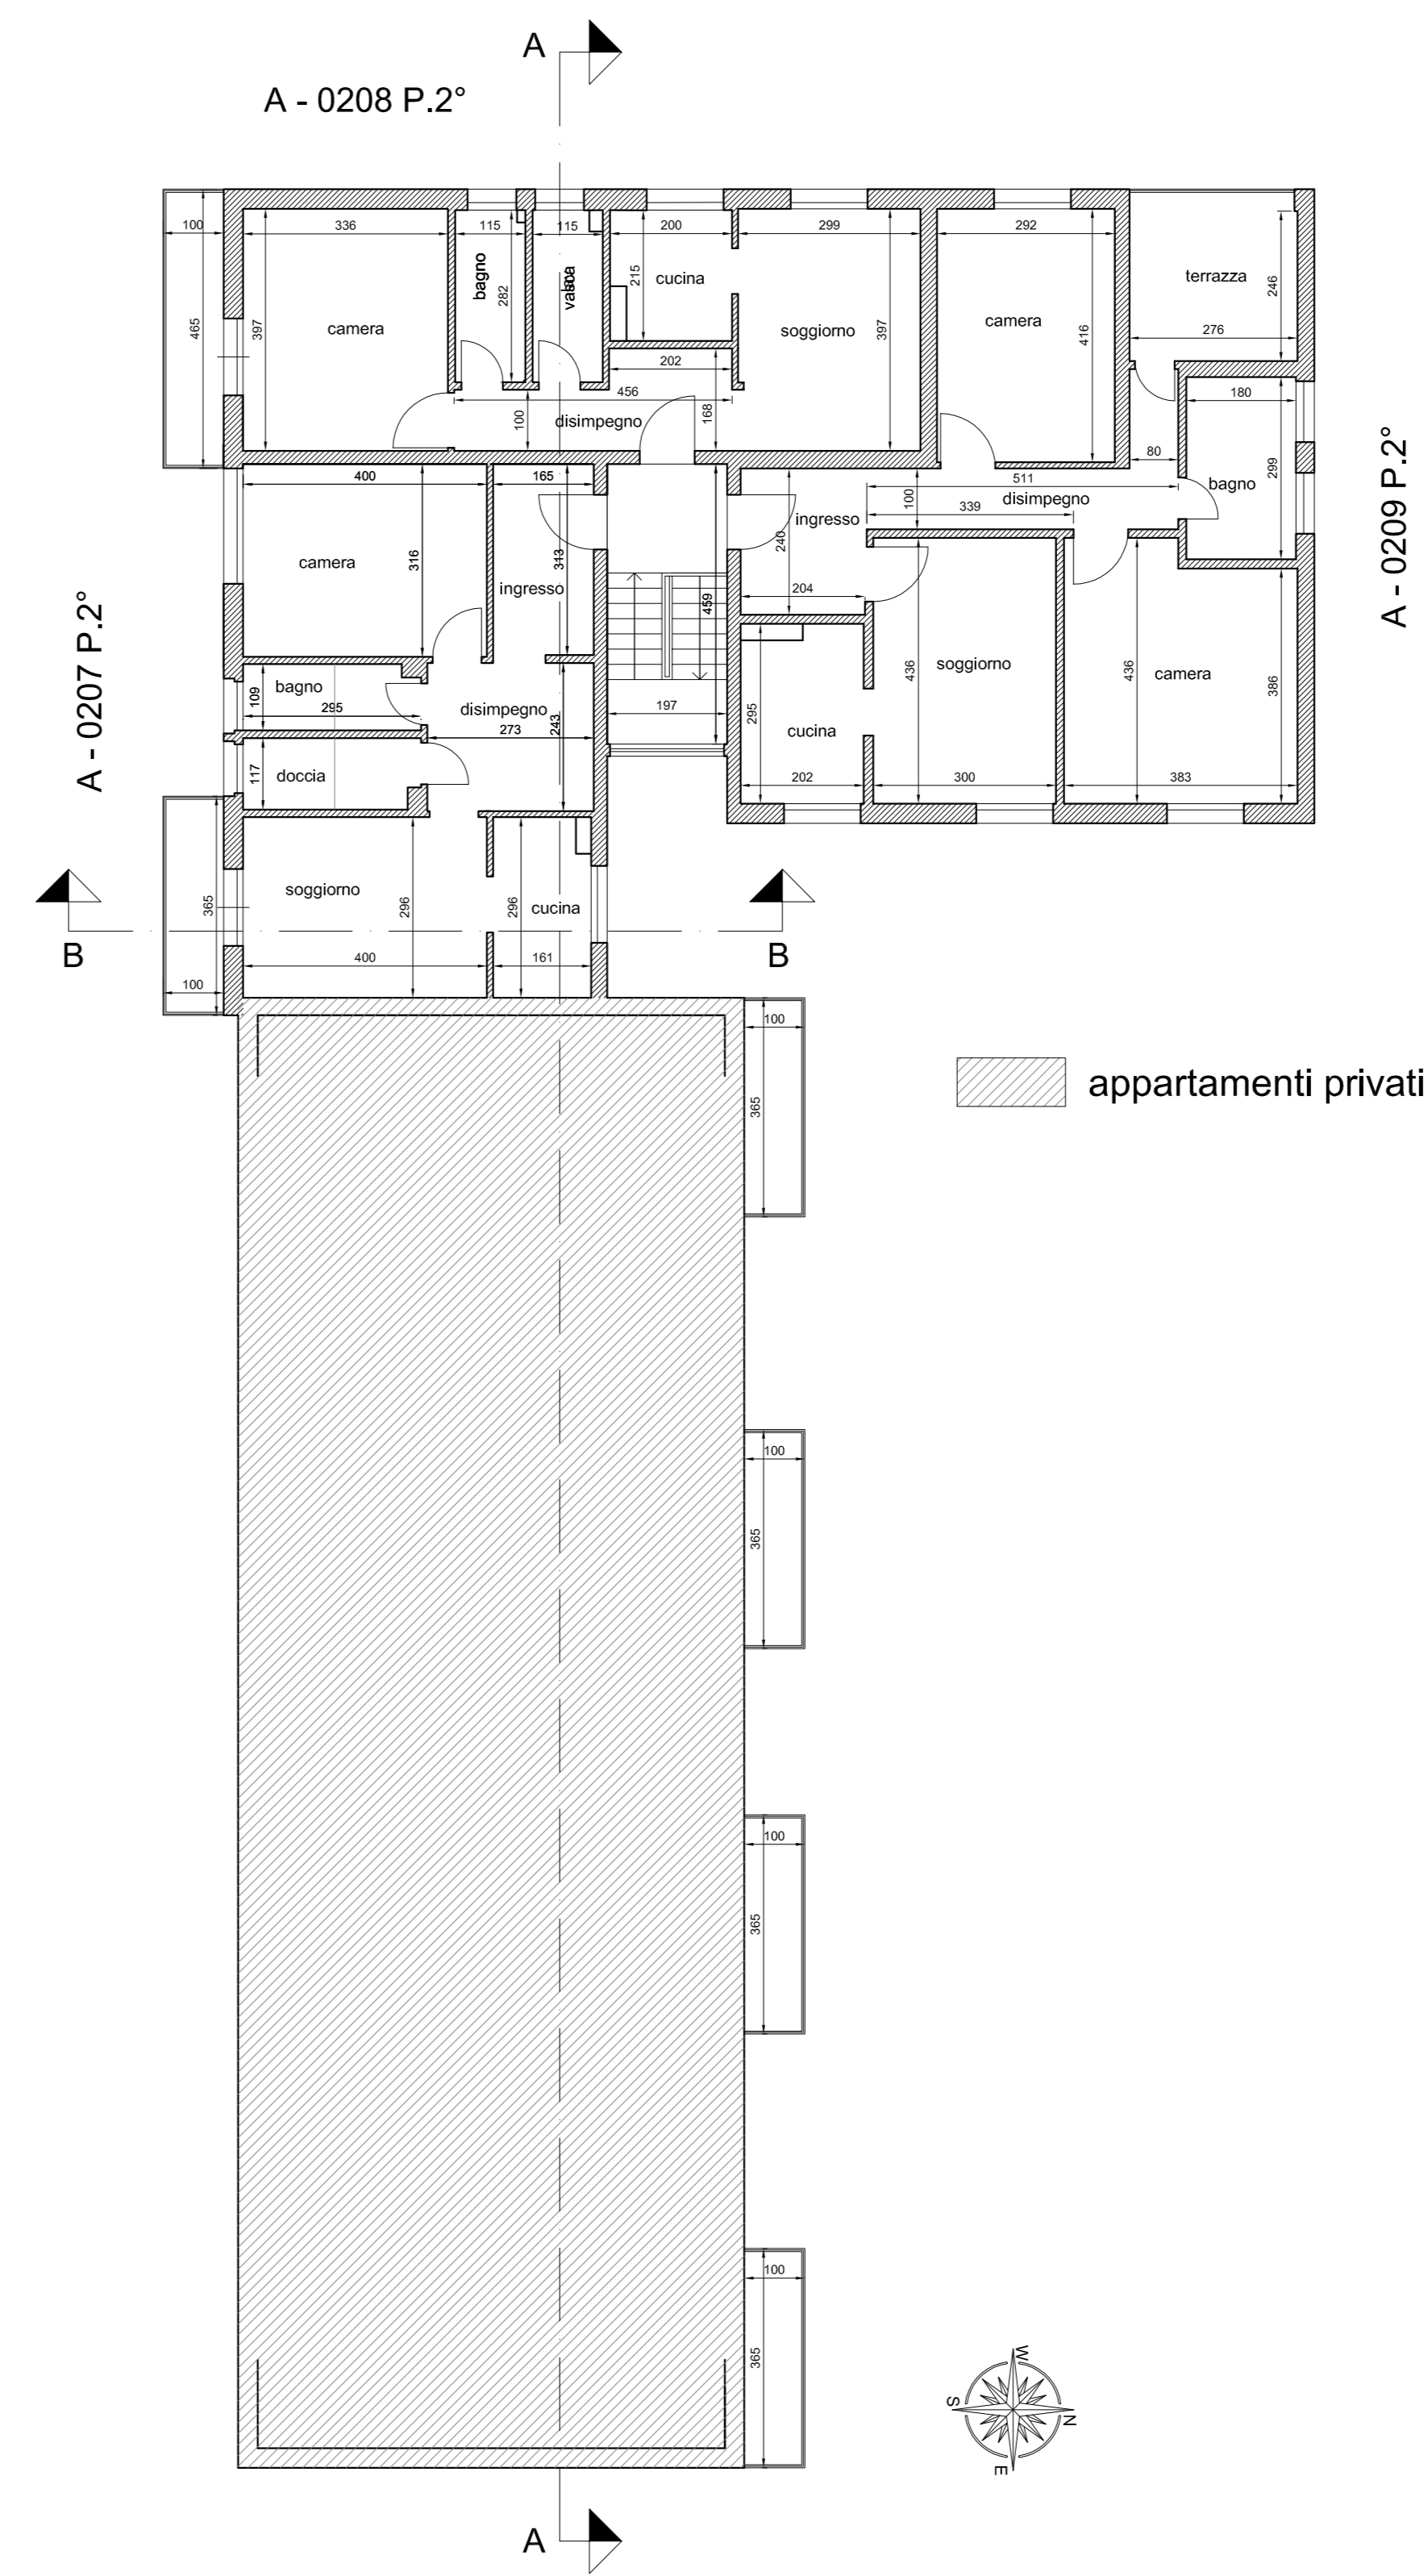 A
A - 0208 P.2°
100
336
115
115
200
299
292
465
397
camera
bagno
282
215
cucina
soggiorno
397
camera
416
terrazza
246
276
202
456
100
disimpegno
168
180
80
299
bagno
A - 0209 P.2°
400
165
511
339
disimpegno
100
ingresso
240
camera
316
313
ingresso
459
204
A - 0207 P.2°
109
bagno
295
disimpegno
273
243
197
295
cucina
202
436
soggiorno
300
436
camera
386
383
117
doccia
soggiorno
296
296
cucina
365
400
161
100
B
B
100
365
appartamenti privati
100
365
100
365
100
365
W
S
N
E
A